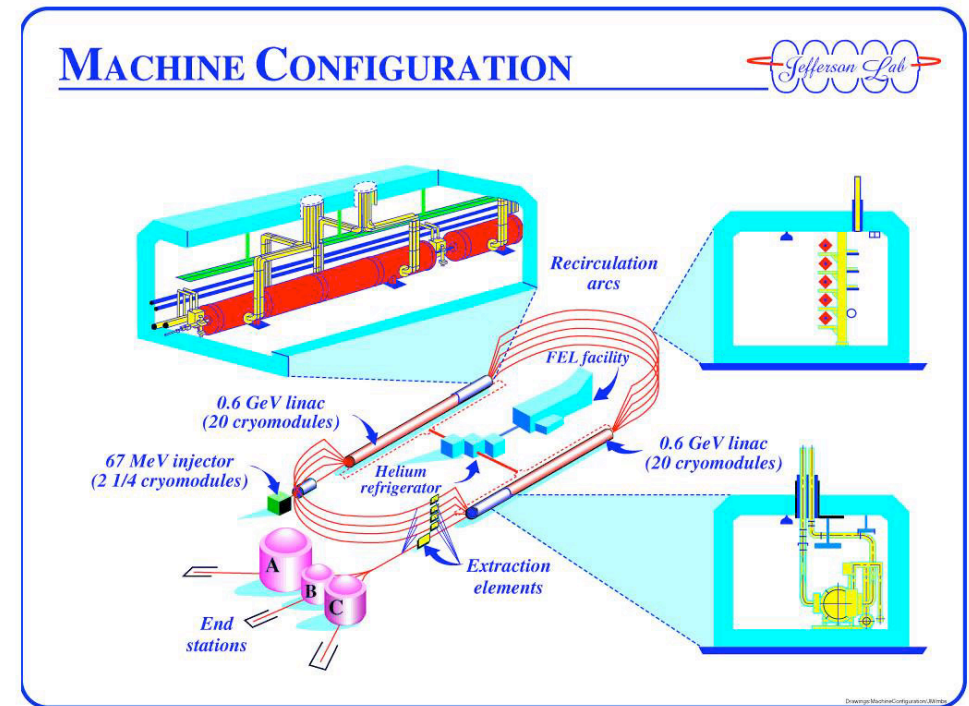 MACHINE CONFIGURATION
Jefferson Lab
Recirculation
arcs
FEL facility
0.6 GeV linac
(20 cryomodules)
67 MeV injector
(2 1/4 cryomodules)
Helium
refrigerator
0.6 GeV linac
(20 cryomodules)
Extraction
elements
A
B
C
End
stations